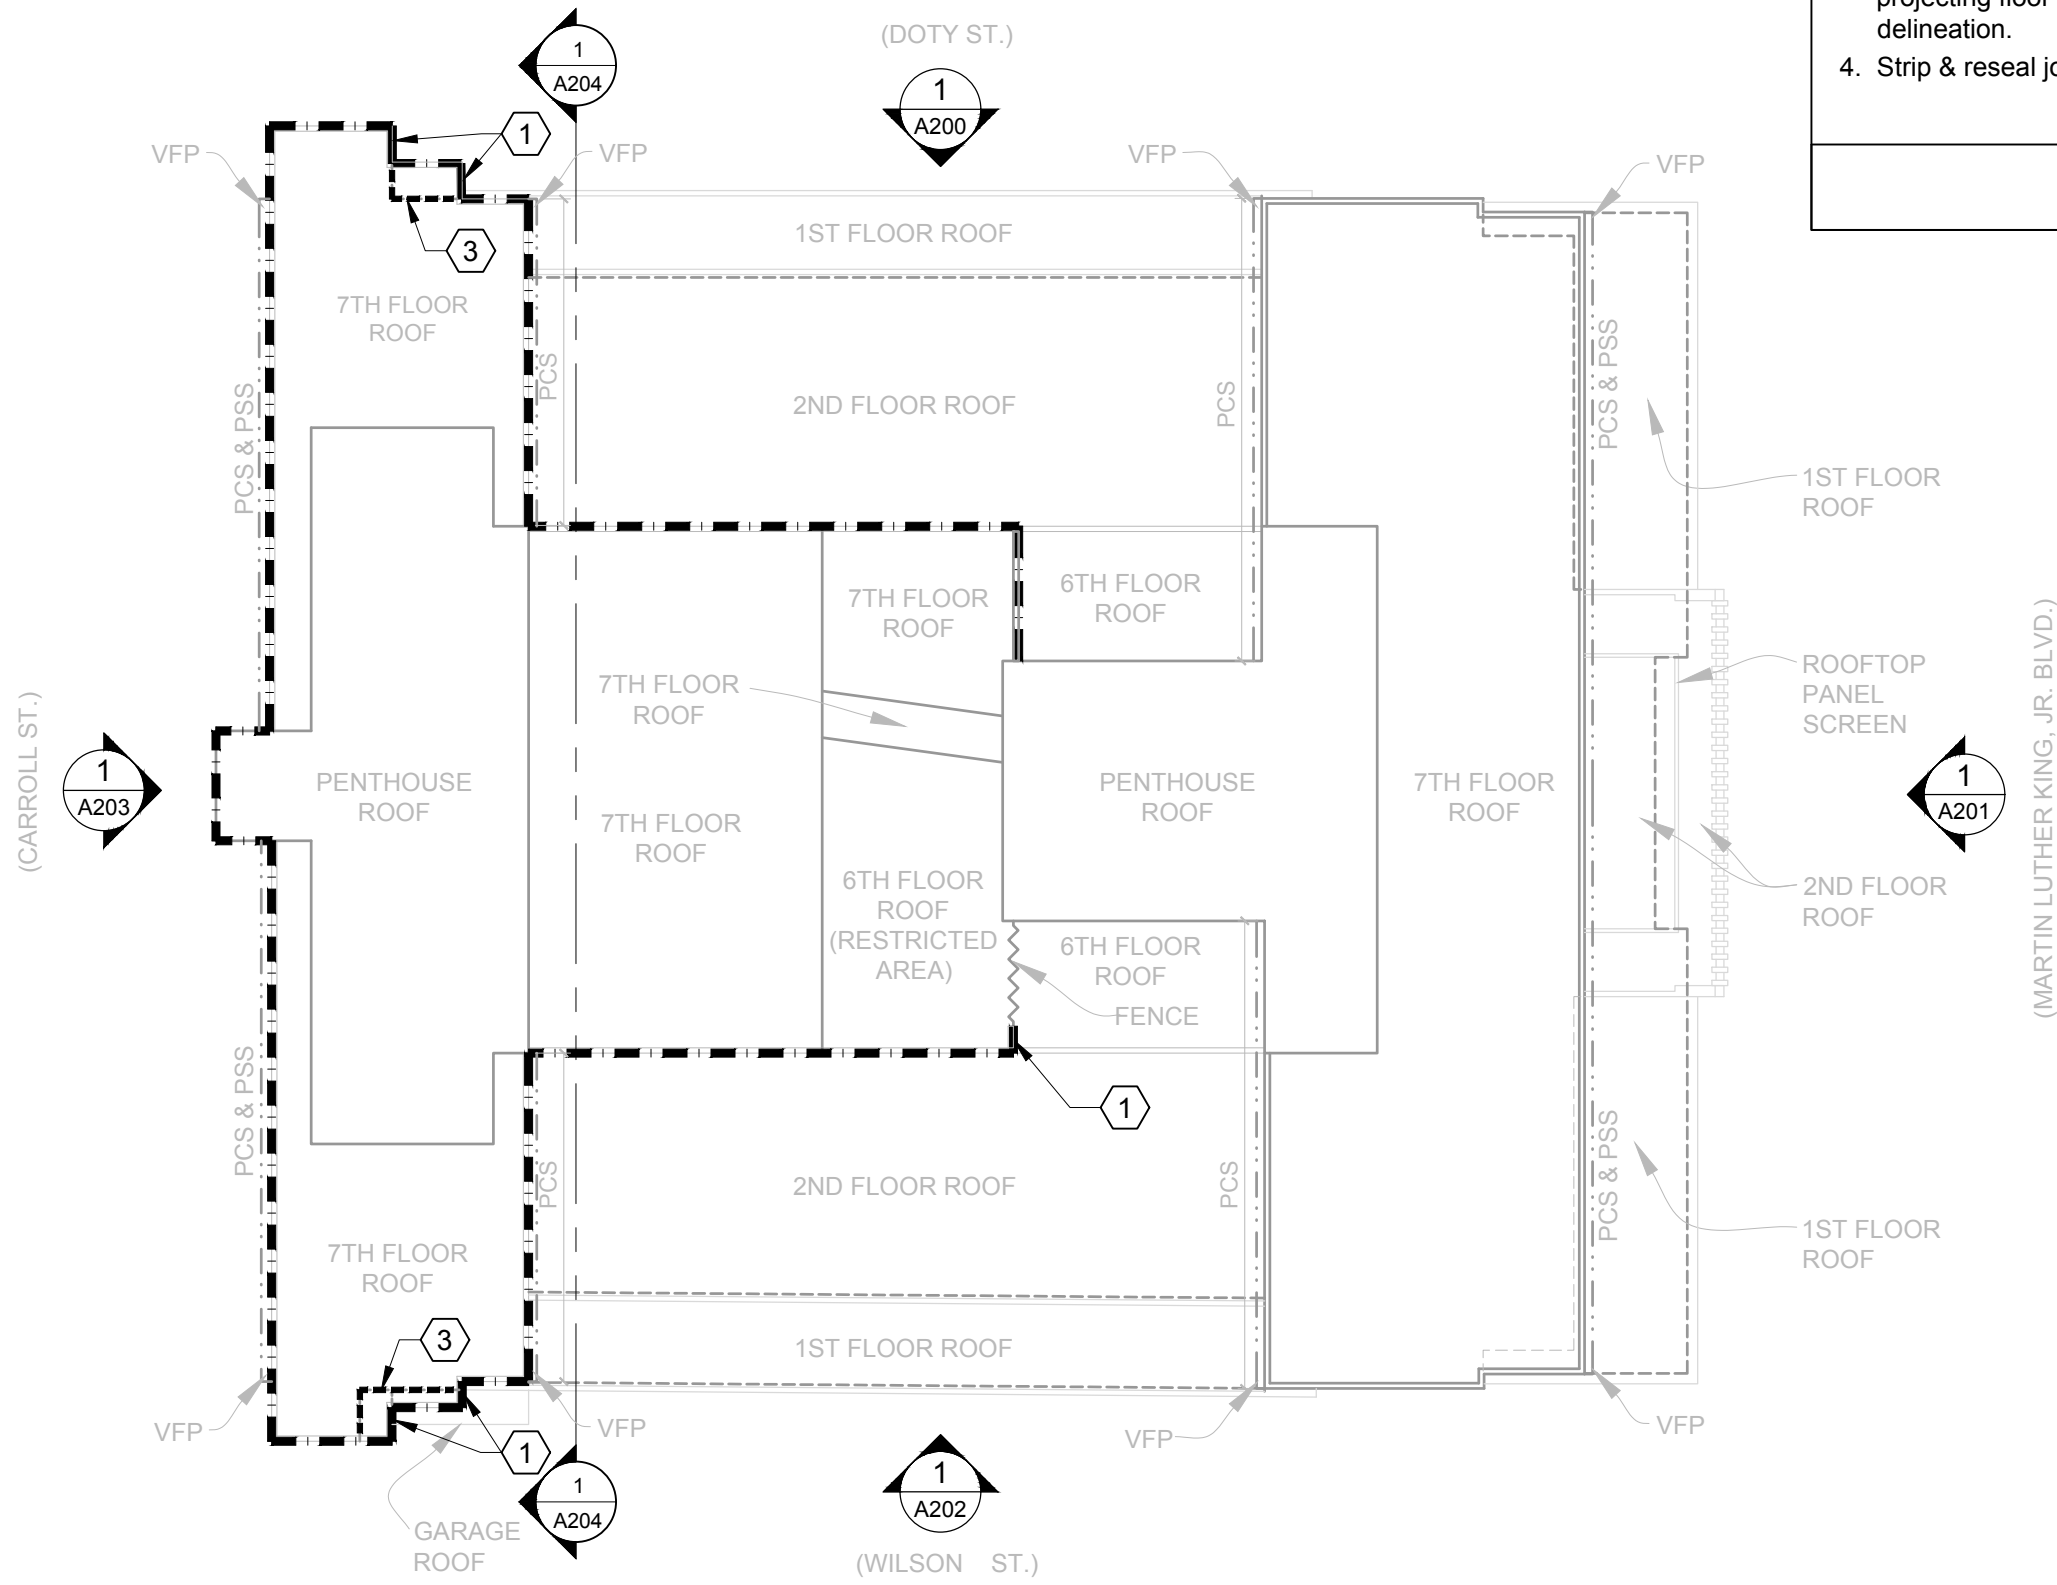 projecting floor
delineation.
4. Strip & reseal
(DOTY ST.)
1
A204
1
A200
1
VFP
VFP
VFP
VFP
3
1ST FLOOR ROOF
7TH FLOOR
ROOF
PCS & PSS
PCS
2ND FLOOR ROOF
PCS
PCS & PSS
1ST FLOOR
ROOF
7TH FLOOR
ROOF
6TH FLOOR
ROOF
7TH FLOOR
ROOF
ROOFTOP
PANEL
SCREEN
(CARROLL ST.)
1
A203
PENTHOUSE
ROOF
7TH FLOOR
ROOF
PENTHOUSE
ROOF
7TH FLOOR
ROOF
1
A201
(MARTIN LUTHER KING, JR. BLVD.)
6TH FLOOR
ROOF
(RESTRICTED
AREA)
2ND FLOOR
ROOF
6TH FLOOR
ROOF
FENCE
1
PCS & PSS
PCS
2ND FLOOR ROOF
PCS
PCS & PSS
7TH FLOOR
ROOF
1ST FLOOR
ROOF
3
1ST FLOOR ROOF
VFP
VFP
VFP
VFP
1
1
A204
1
A202
GARAGE
ROOF
(WILSON ST.)